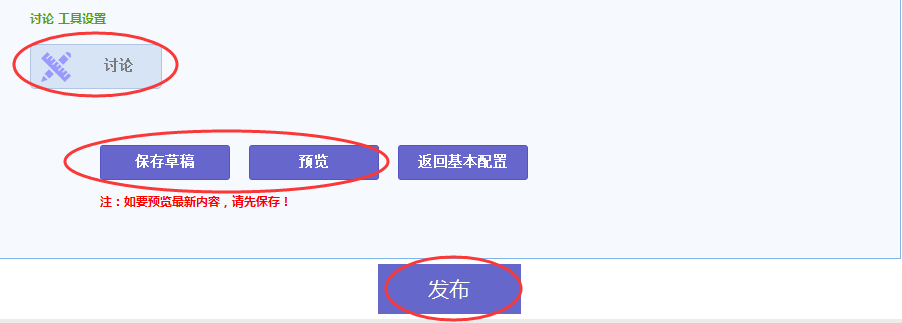 讨论 工具设置
讨论
保存草稿 预览 返回基本配置
注：如要预览最新内容，请先保存！
发布